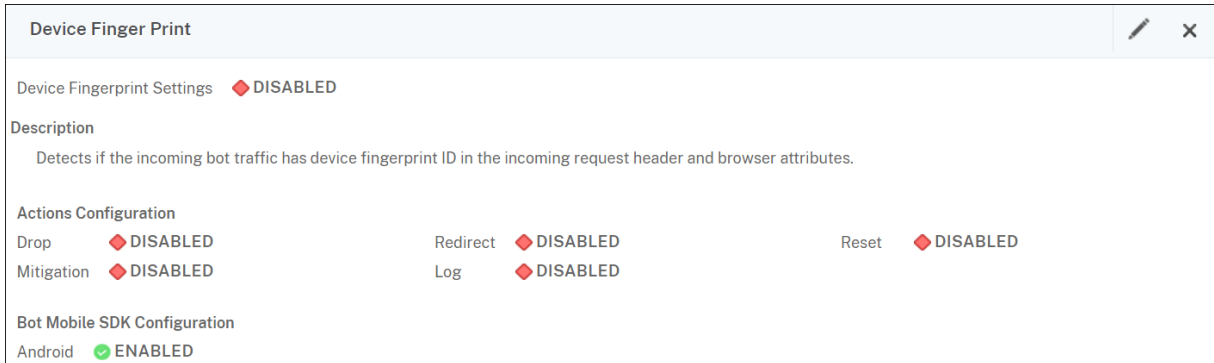 Device Finger Print
Device Fingerprint Settings DISABLED
Description
Detects if the incoming bot traffic has device fingerprint ID in the incoming request header and browser attributes.
Actions Configuration
Drop DISABLED Redirect DISABLED Reset DISABLED
Mitigation DISABLED Log DISABLED
Bot Mobile SDK Configuration
Android ENABLED